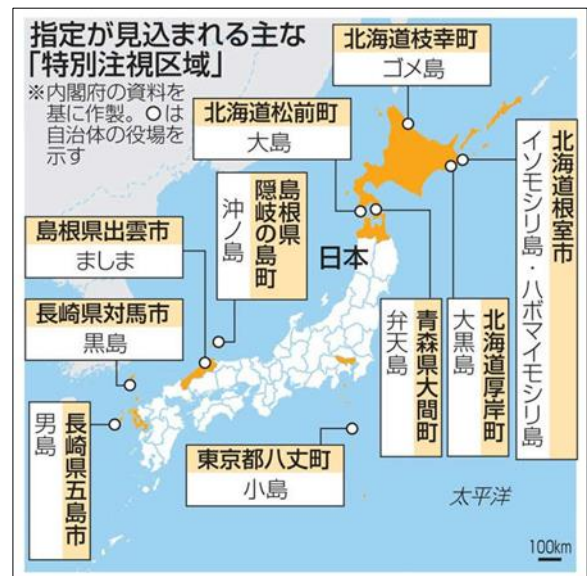 指定が見込まれる主な
「特別注視区域」
※内閣府の資料を
基に作製。○は
自治体の役場を
示す
北海道枝幸町
ゴメ島
北海道松前町
大島
北海道根室市
イソモシリ島・ハボマイモシリ島
北海道厚岸町
大黒島
青森県大間町
弁天島
島根県
隠岐の島町
沖ノ島
島根県出雲市
ましま
長崎県対馬市
黒島
長崎県五島市
男島
東京都八丈町
小島
日本
太平洋
100km